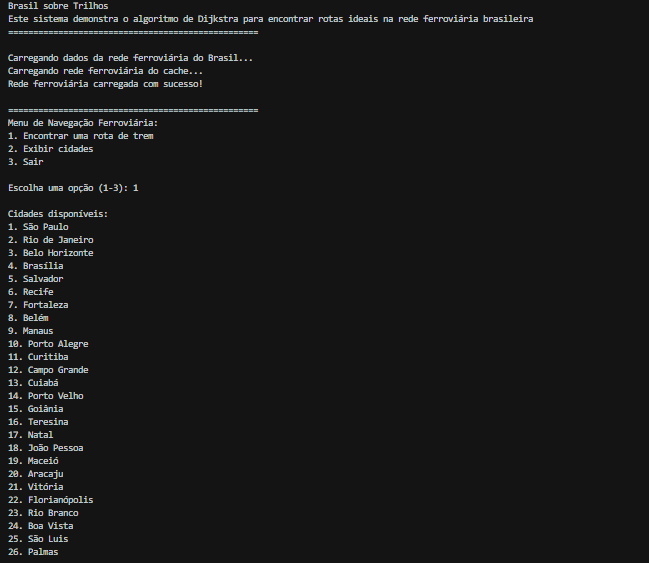 Brasil sobre Trilhos
Este sistema demonstra o algoritmo de Dijkstra para encontrar rotas ideais na rede ferroviária brasileira
==================================================
Carregando dados da rede ferroviária do Brasil...
Carregando rede ferroviária do cache...
Rede ferroviária carregada com sucesso!
==================================================
Menu de Navegação Ferroviária:
1. Encontrar uma rota de trem
2. Exibir cidades
3. Sair
Escolha uma opção (1-3): 1
Cidades disponíveis:
1. São Paulo
2. Rio de Janeiro
3. Belo Horizonte
4. Brasília
5. Salvador
6. Recife
7. Fortaleza
8. Belém
9. Manaus
10. Porto Alegre
11. Curitiba
12. Campo Grande
13. Cuiabá
14. Porto Velho
15. Goiânia
16. Teresina
17. Natal
18. João Pessoa
19. Maceió
20. Aracaju
21. Vitória
22. Florianópolis
23. Rio Branco
24. Boa Vista
25. São Luis
26. Palmas